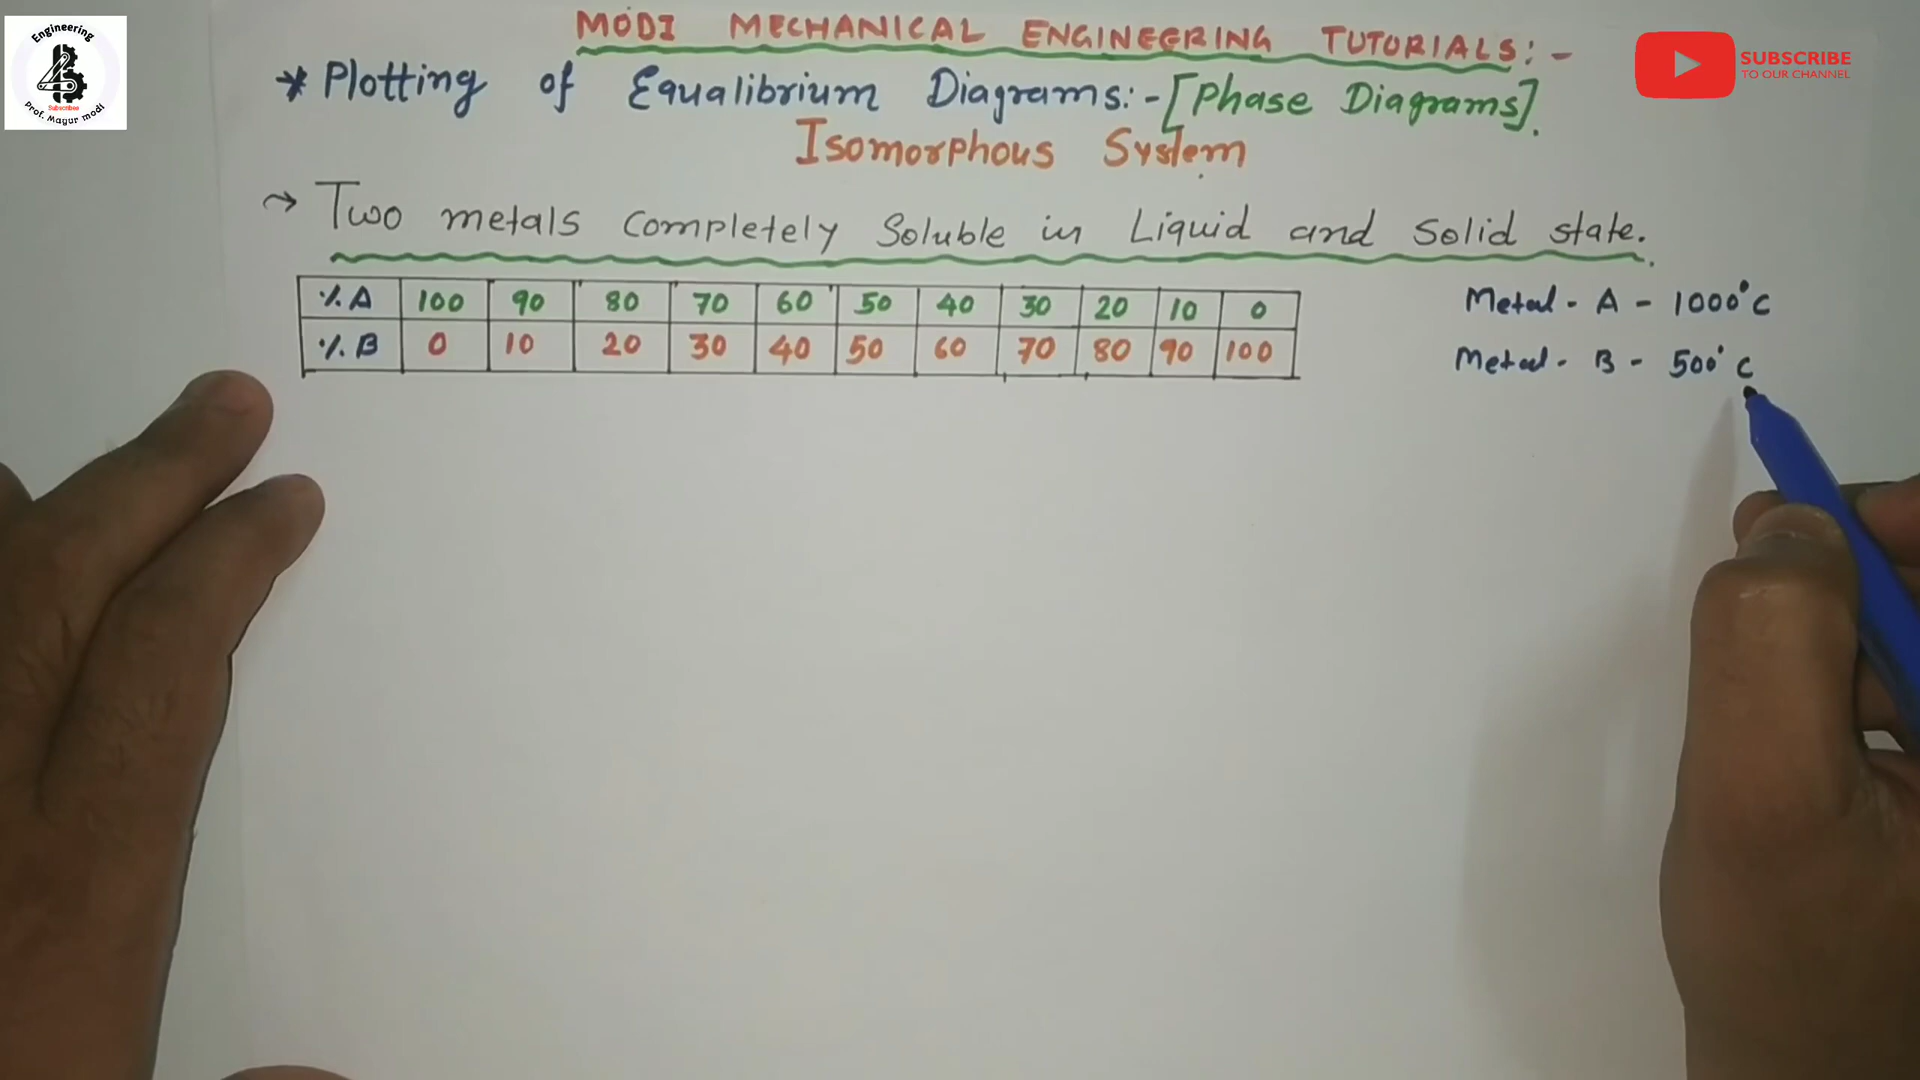 MODI MECHANICAL ENGINEERING TUTORIALS:-
Engineering
Subscribe
Prof. Mayur modi
SUBSCRIBE
TO OUR CHANNEL
* Plotting of Equalibrium Diagrams:-[Phase Diagrams].
Isomorphous System
→ Two metals Completely Soluble in Liquid and Solid state.
% A 100 90 80 70 60 50 40 30 20 10 0
% B 0 10 20 30 40 50 60 70 80 90 100
Metal - A - 1000°C
Metal - B - 500°C